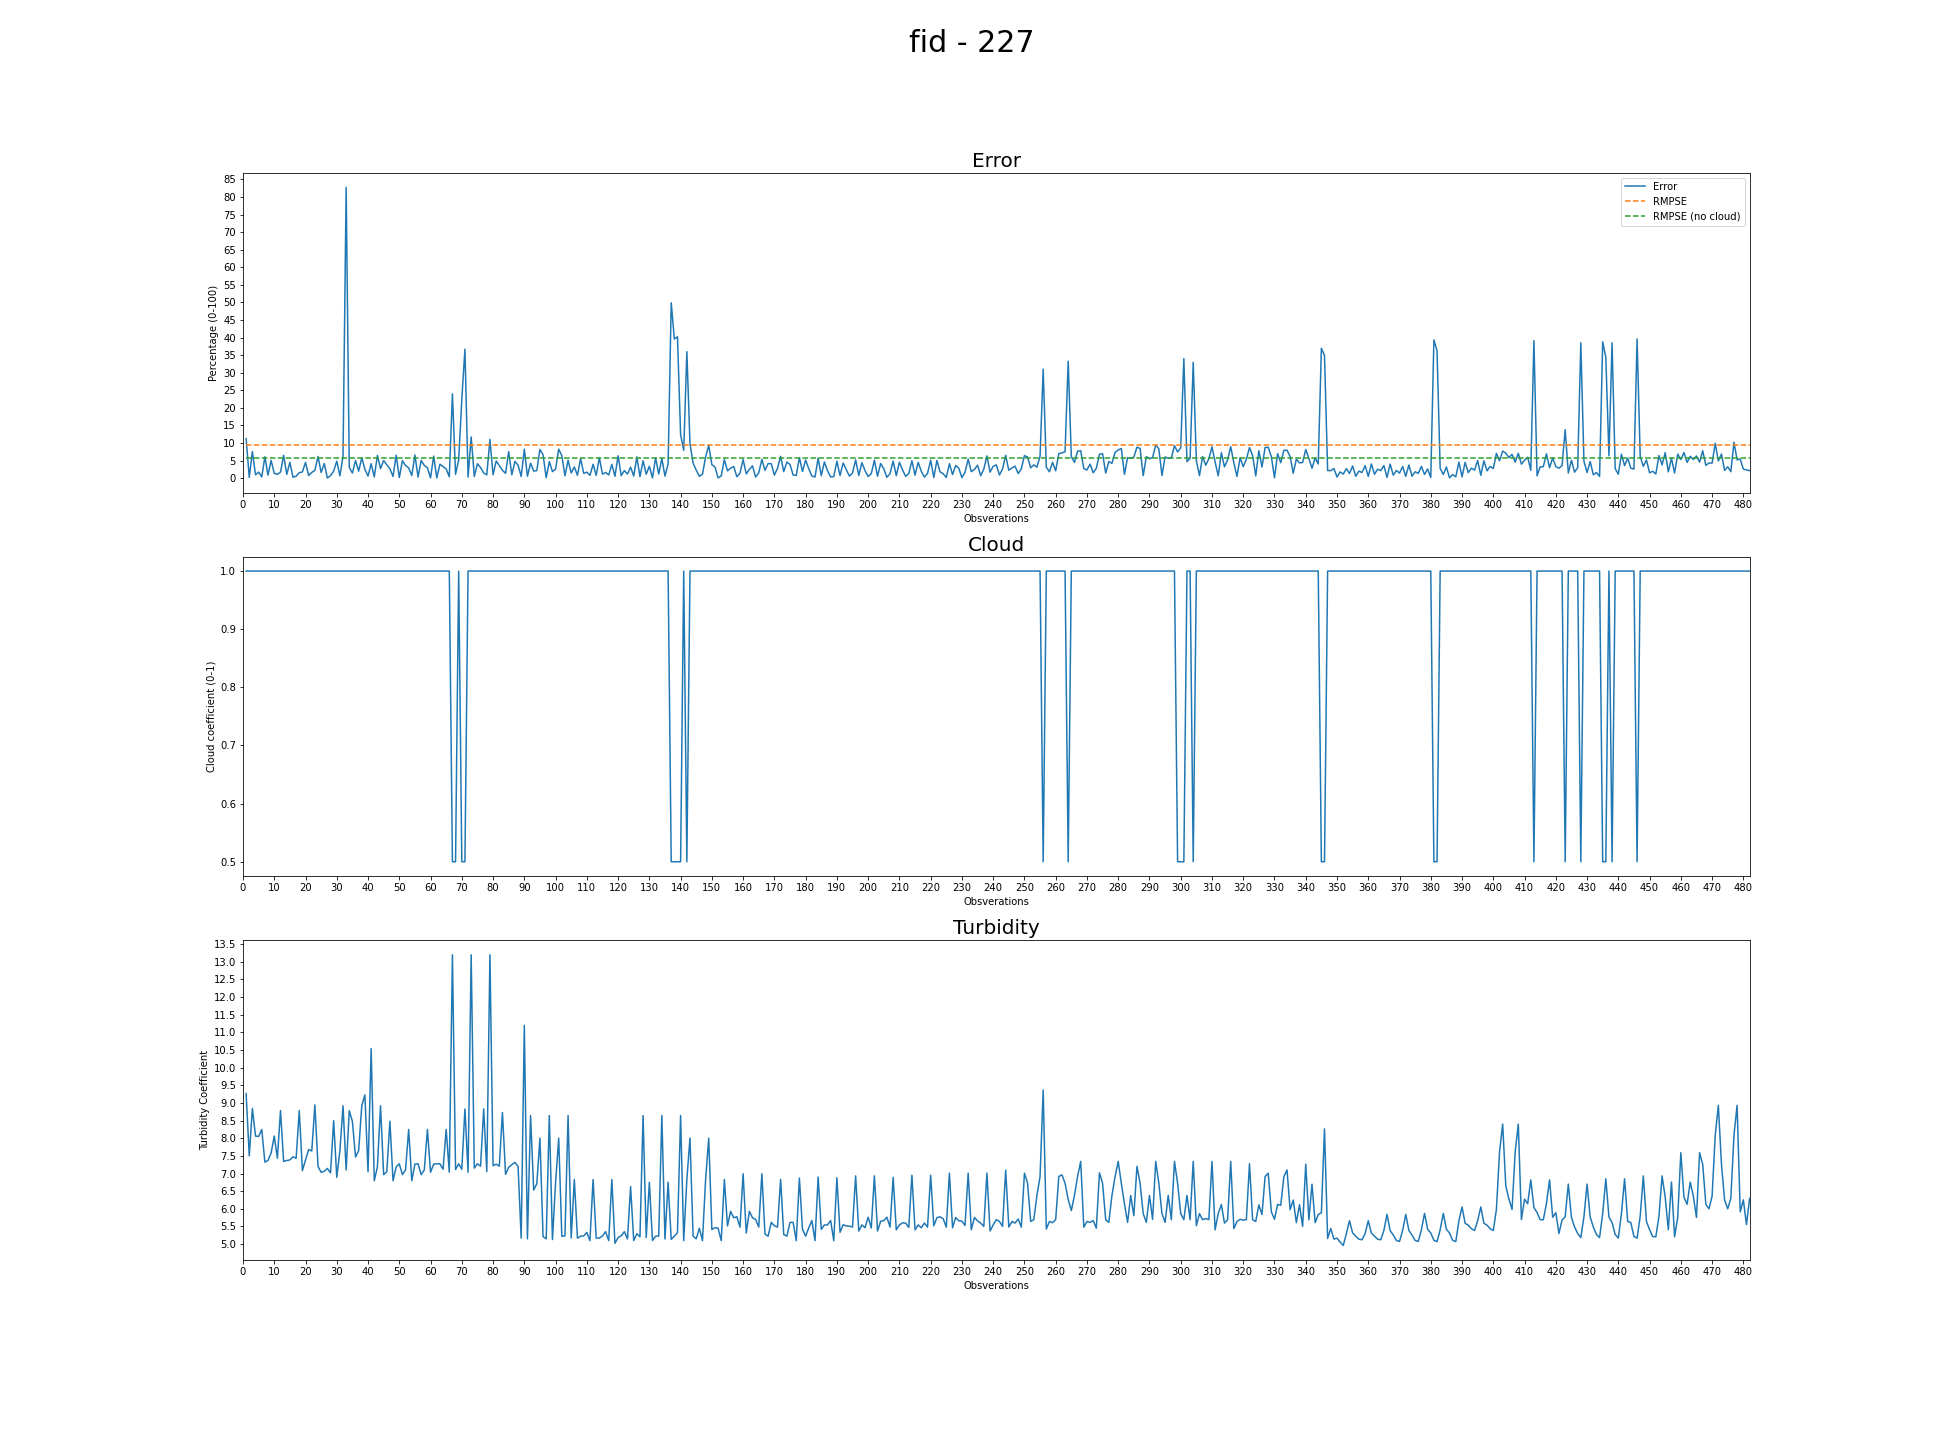 fid - 227
Error
85
80
75
70
65
60
55
50
45
40
35
30
25
20
15
10
5
0
Percentage (0-100)
Error
RMPSE
RMPSE (no cloud)
0 10 20 30 40 50 60 70 80 90 100 110 120 130 140 150 160 170 180 190 200 210 220 230 240 250 260 270 280 290 300 310 320 330 340 350 360 370 380 390 400 410 420 430 440 450 460 470 480
Obsverations
Cloud
1.0
0.9
0.8
0.7
0.6
0.5
Cloud coefficient (0-1)
0 10 20 30 40 50 60 70 80 90 100 110 120 130 140 150 160 170 180 190 200 210 220 230 240 250 260 270 280 290 300 310 320 330 340 350 360 370 380 390 400 410 420 430 440 450 460 470 480
Obsverations
Turbidity
13.5
13.0
12.5
12.0
11.5
11.0
10.5
10.0
9.5
9.0
8.5
8.0
7.5
7.0
6.5
6.0
5.5
5.0
Turbidity Coefficient
0 10 20 30 40 50 60 70 80 90 100 110 120 130 140 150 160 170 180 190 200 210 220 230 240 250 260 270 280 290 300 310 320 330 340 350 360 370 380 390 400 410 420 430 440 450 460 470 480
Obsverations